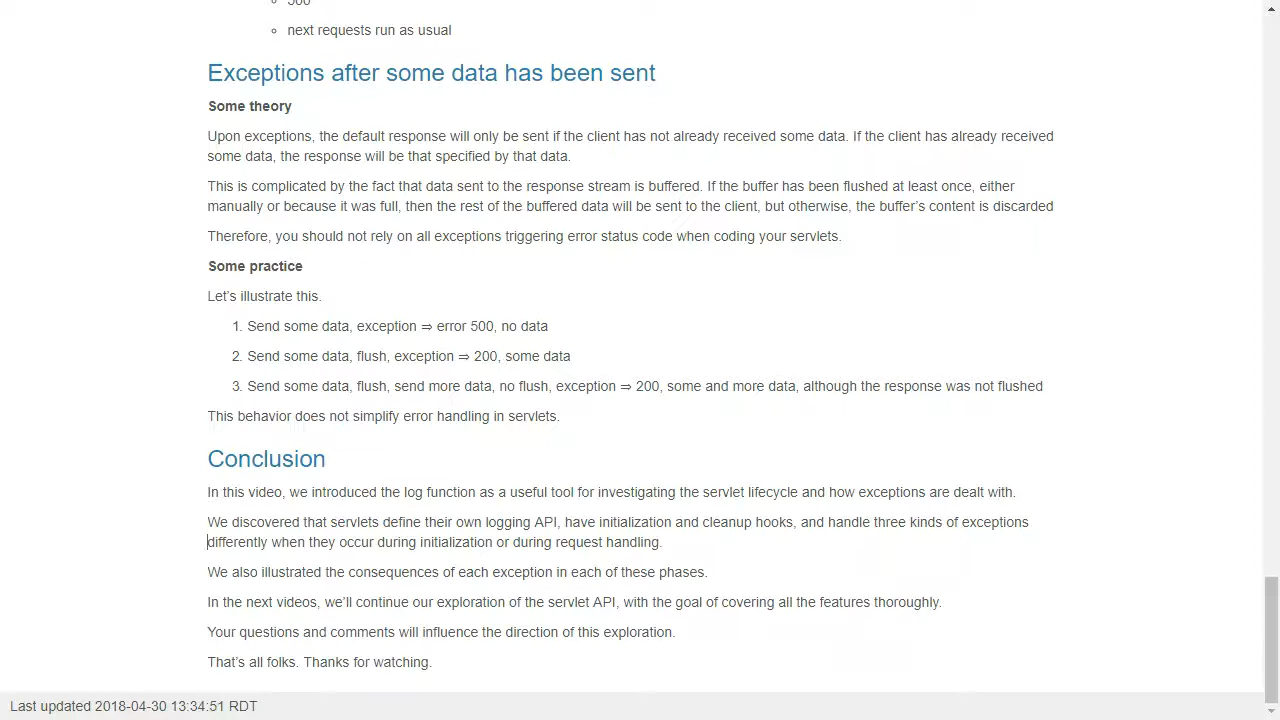 500
next requests run as usual
Exceptions after some data has been sent
Some theory
Upon exceptions, the default response will only be sent if the client has not already received some data. If the client has already received
some data, the response will be that specified by that data.
This is complicated by the fact that data sent to the response stream is buffered. If the buffer has been flushed at least once, either
manually or because it was full, then the rest of the buffered data will be sent to the client, but otherwise, the buffer’s content is discarded
Therefore, you should not rely on all exceptions triggering error status code when coding your servlets.
Some practice
Let’s illustrate this.
1. Send some data, exception ⇒ error 500, no data
2. Send some data, flush, exception ⇒ 200, some data
3. Send some data, flush, send more data, no flush, exception ⇒ 200, some and more data, although the response was not flushed
This behavior does not simplify error handling in servlets.
Conclusion
In this video, we introduced the log function as a useful tool for investigating the servlet lifecycle and how exceptions are dealt with.
We discovered that servlets define their own logging API, have initialization and cleanup hooks, and handle three kinds of exceptions
differently when they occur during initialization or during request handling.
We also illustrated the consequences of each exception in each of these phases.
In the next videos, we’ll continue our exploration of the servlet API, with the goal of covering all the features thoroughly.
Your questions and comments will influence the direction of this exploration.
That’s all folks. Thanks for watching.
Last updated 2018-04-30 13:34:51 RDT